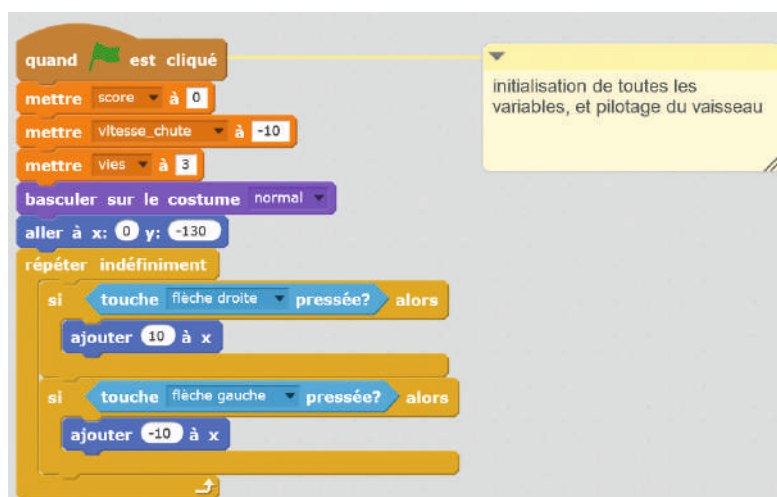 quand est cliqué
mettre score à 0
mettre vitesse_chute à -10
mettre vies à 3
basculer sur le costume normal
aller à x: 0 y: -130
répéter indéfiniment
si touche flèche droite pressée? alors
ajouter 10 à x
si touche flèche gauche pressée? alors
ajouter -10 à x
initialisation de toutes les
variables, et pilotage du vaisseau